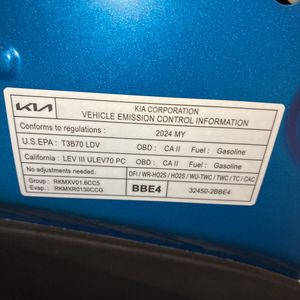 KIA
KIA CORPORATION
VEHICLE EMISSION CONTROL INFORMATION
Conforms to regulations : 2024 MY
U.S.EPA : T3B70 LDV OBD : CA II Fuel : Gasoline
California : LEV III ULEV70 PC OBD : CA II Fuel : Gasoline
No adjustments needed. DFI / WR-HO2S / HO2S / WU-TWC / TWC / TC / CAC
Group : RKMXV01.6CC5 BBE4 32450-2BBE4
Evap. : RKMXR0130CCG